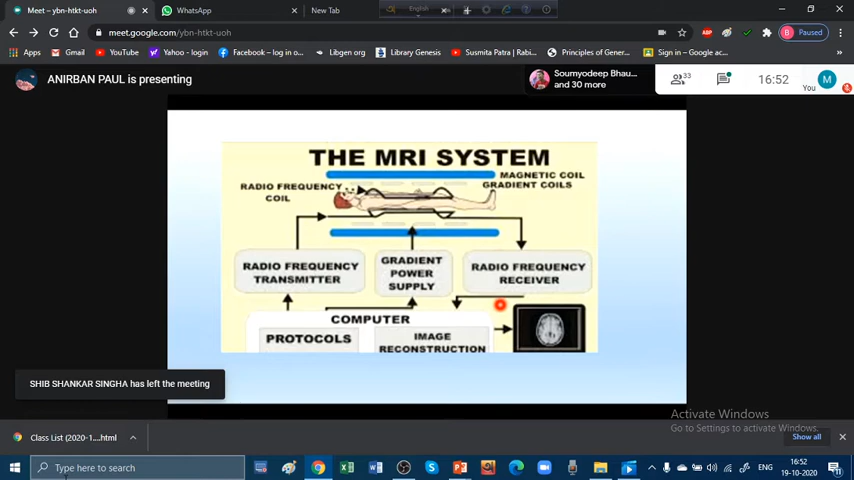 Meet – ybn-htkt-uoh
WhatsApp
New Tab
English
meet.google.com/ybn-htkt-uoh
ABP
B
Paused
Apps
Gmail
YouTube
Yahoo - login
Facebook – log in o...
Libgen org
Library Genesis
Susmita Patra | Rabi...
Principles of Gener...
Sign in – Google ac...
ANIRBAN PAUL is presenting
Soumyodeep Bhau...
and 30 more
33
16:52
You
M
THE MRI SYSTEM
RADIO FREQUENCY
COIL
MAGNETIC COIL
GRADIENT COILS
RADIO FREQUENCY
TRANSMITTER
GRADIENT
POWER
SUPPLY
RADIO FREQUENCY
RECEIVER
COMPUTER
PROTOCOLS
IMAGE
RECONSTRUCTION
SHIB SHANKAR SINGHA has left the meeting
Activate Windows
Go to Settings to activate Windows.
Class List (2020-1....html
Show all
Type here to search
ENG
16:52
19-10-2020